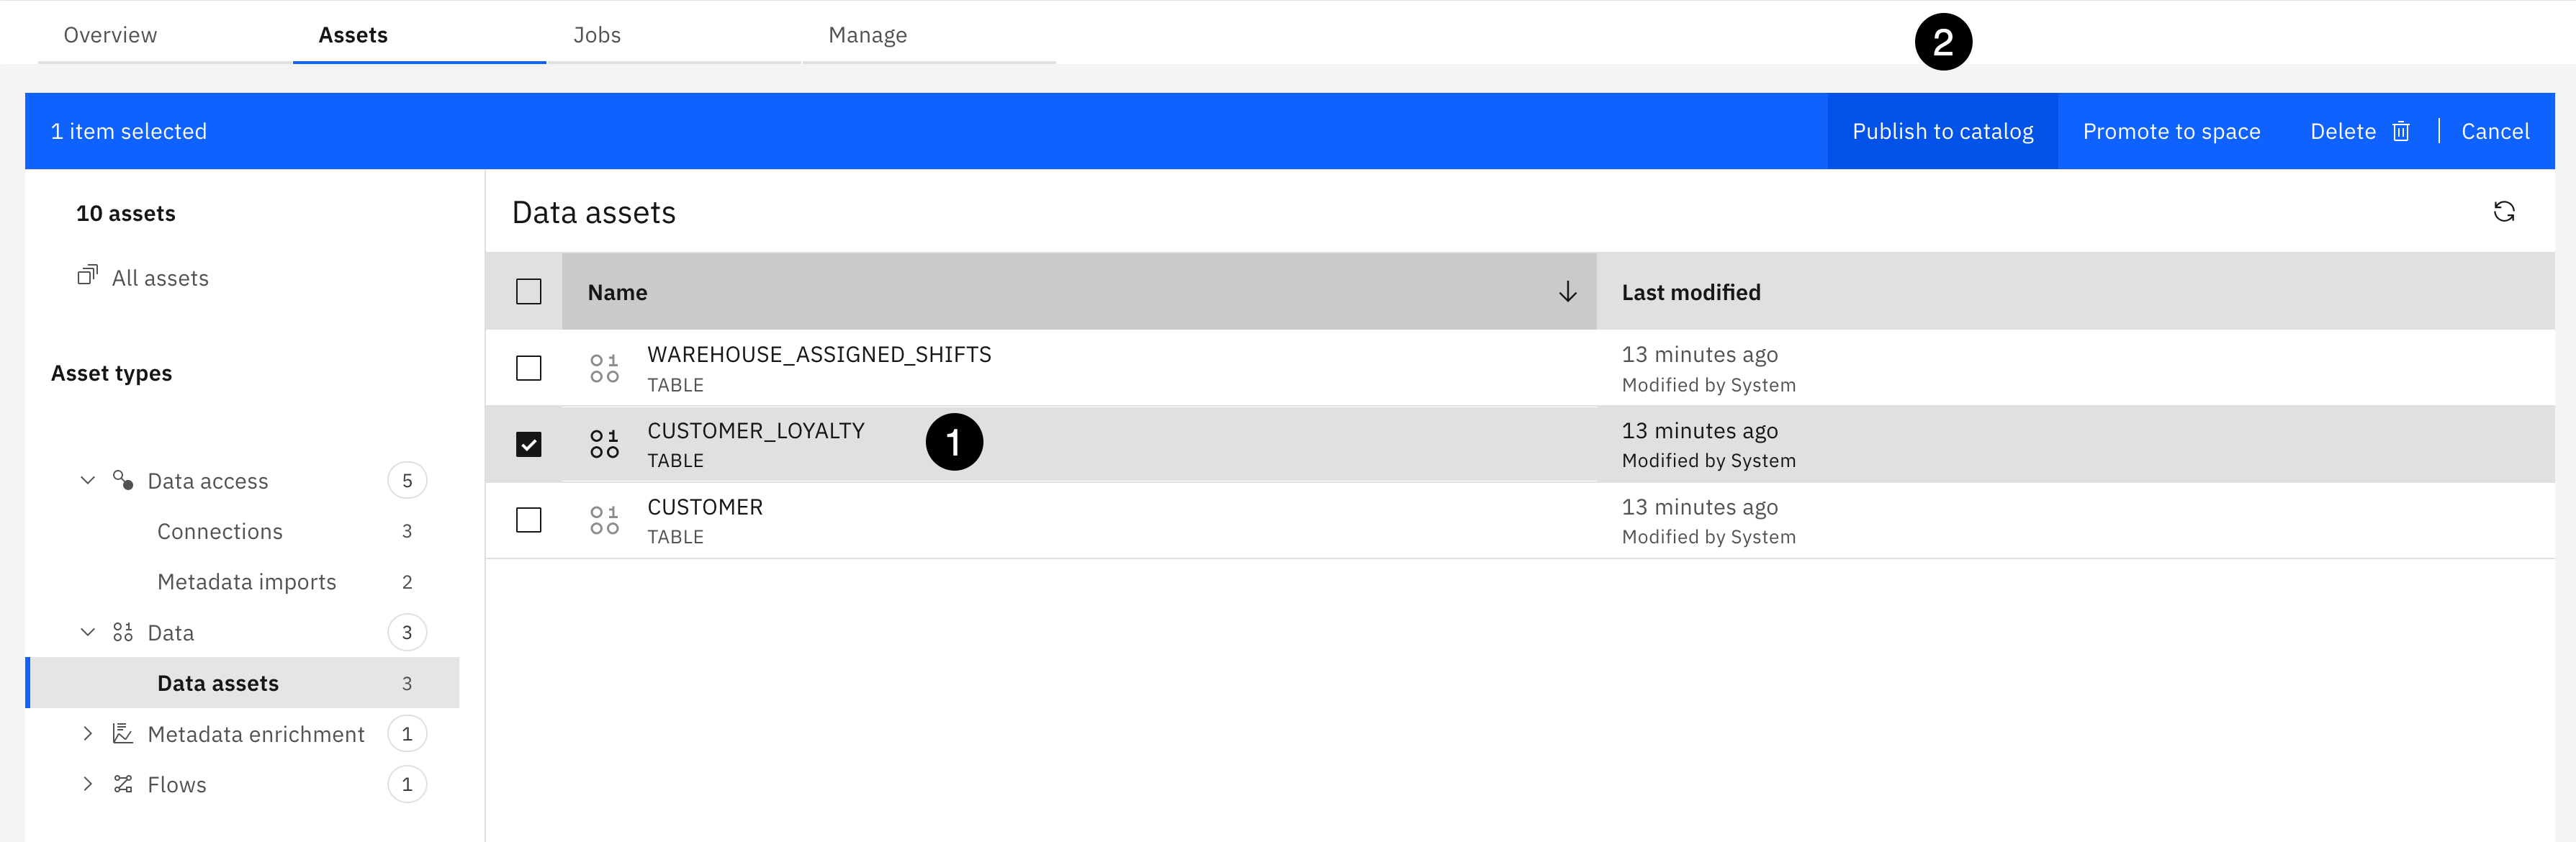 Overview Assets Jobs Manage
2
1 item selected Publish to catalog Promote to space Delete Cancel
10 assets
All assets
Asset types
Data access 5
Connections 3
Metadata imports 2
Data 3
Data assets 3
Metadata enrichment 1
Flows 1
Data assets
Name Last modified
WAREHOUSE_ASSIGNED_SHIFTS 13 minutes ago
TABLE Modified by System
CUSTOMER_LOYALTY 1 13 minutes ago
TABLE Modified by System
CUSTOMER 13 minutes ago
TABLE Modified by System